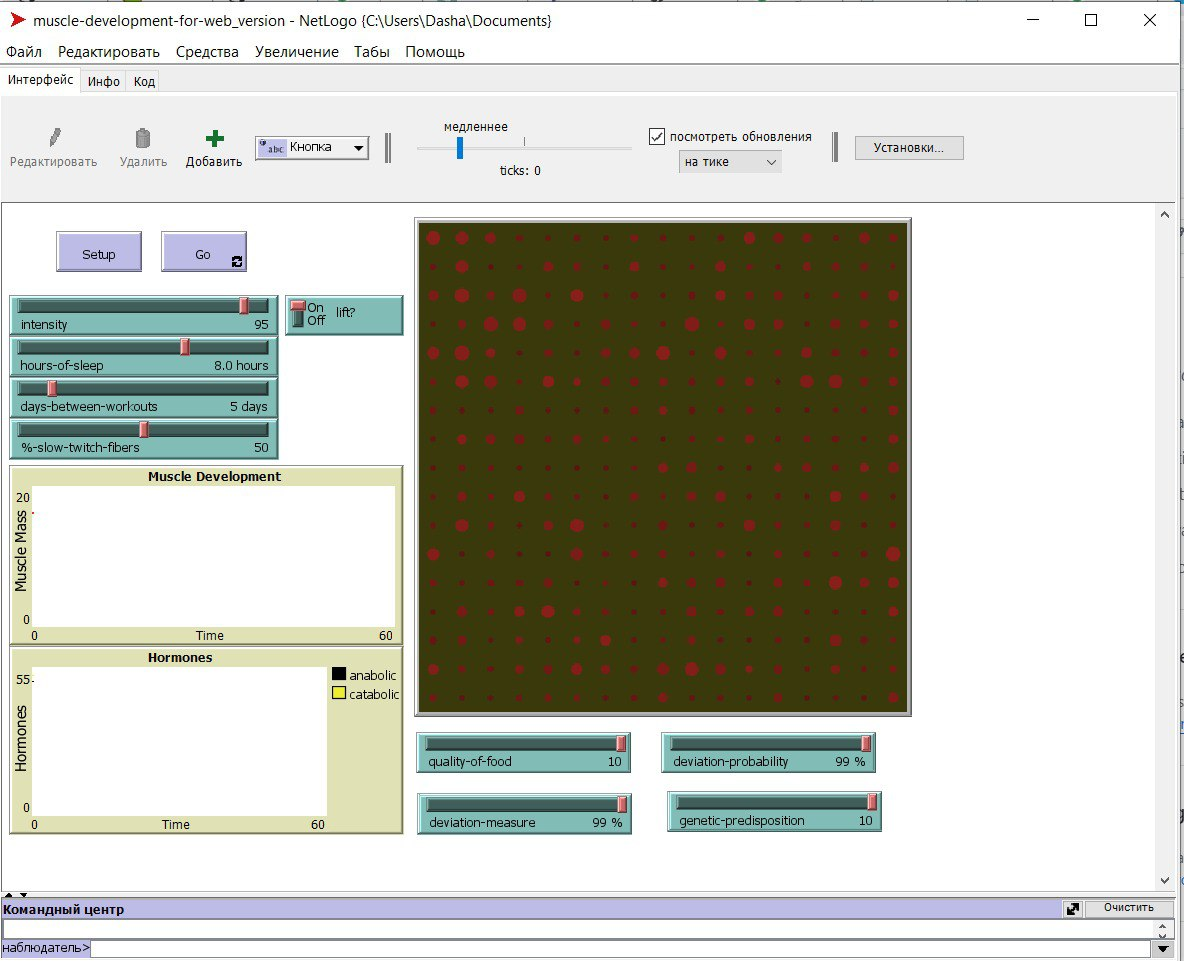 muscle-development-for-web_version - NetLogo {C:\Users\Dasha\Documents}
Файл Редактировать Средства Увеличение Табы Помощь
Интерфейс Инфо Код
Редактировать Удалить Добавить abc Кнопка
медленнее
ticks: 0
посмотреть обновления
на тике
Установки...
Setup Go
intensity 95
On
Off
lift?
hours-of-sleep 8.0 hours
days-between-workouts 5 days
%-slow-twitch-fibers 50
Muscle Development
20
Muscle Mass
0
0 Time 60
Hormones
55
Hormones
0
0 Time 60
anabolic
catabolic
quality-of-food 10
deviation-probability 99 %
deviation-measure 99 %
genetic-predisposition 10
Командный центр
Очистить
наблюдатель>